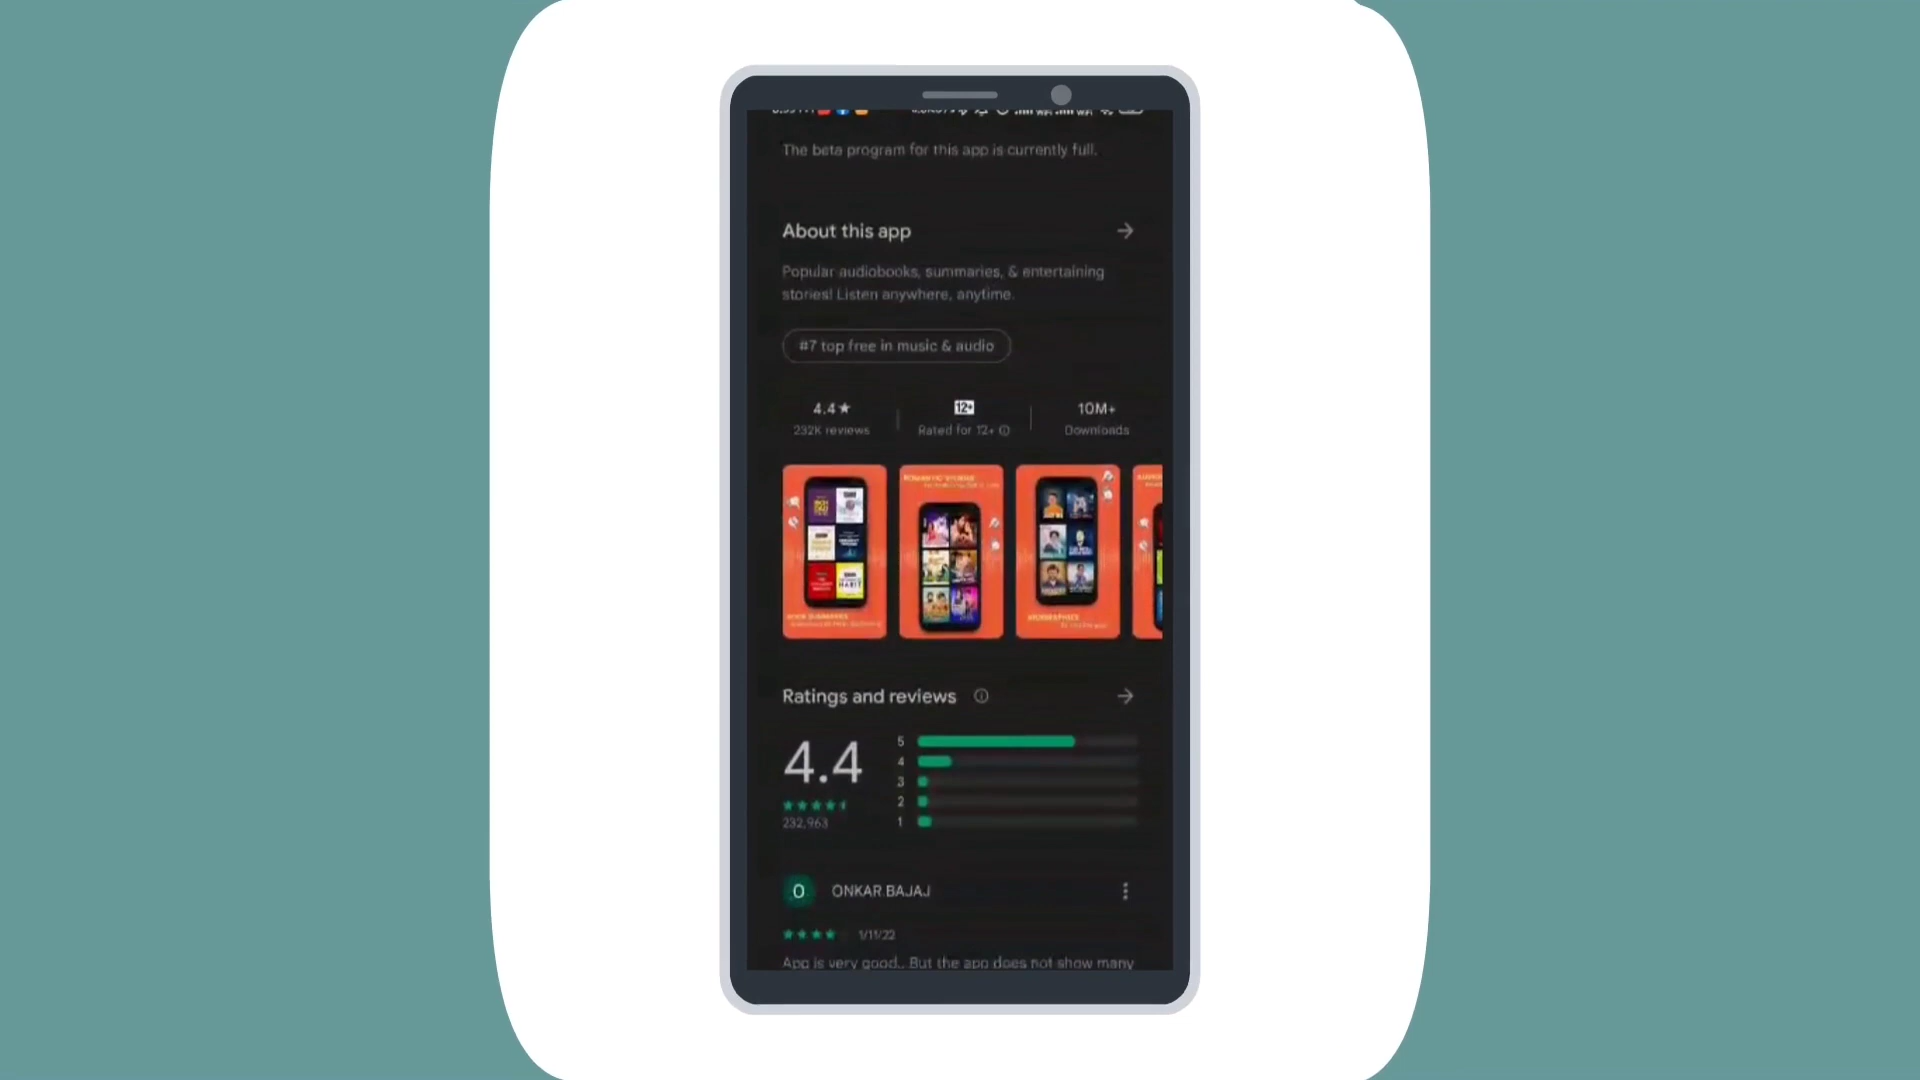 The beta program for this app is currently full.
About this app
Popular audiobooks, summaries, & entertaining
stories! Listen anywhere, anytime.
#7 top free in music & audio
4.4★ 12+ 10M+
232K reviews Rated for 12+ Downloads
Ratings and reviews
4.4
5
4
3
2
1
232,963
O ONKAR BAJAJ
1/11/22
App is very good.. But the app does not show many